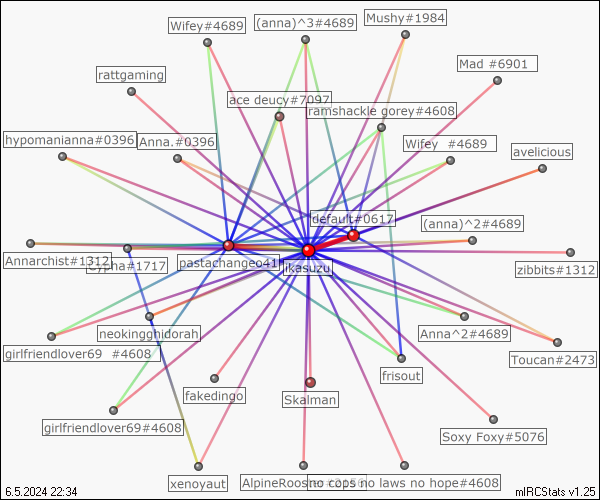 Wifey#4689
(anna)^3#4689
Mushy#1984
Mad #6901
rattgaming
ace deucy#7097
ramshackle gorey#4608
hypomanianna#0396
Anna.#0396
Wifey #4689
avelicious
default#0617
(anna)^2#4689
Annarchist#1312
Cypha#1717
pastachangeo41
ikasuzu
zibbits#1312
neokingghidorah
Anna^2#4689
girlfriendlover69 #4608
Toucan#2473
frisout
fakedingo
Skalman
girlfriendlover69#4608
Soxy Foxy#5076
xenoyaut
AlpineRooster
no cops no laws no hope#4608
6.5.2024 22:34
mIRCStats v1.25